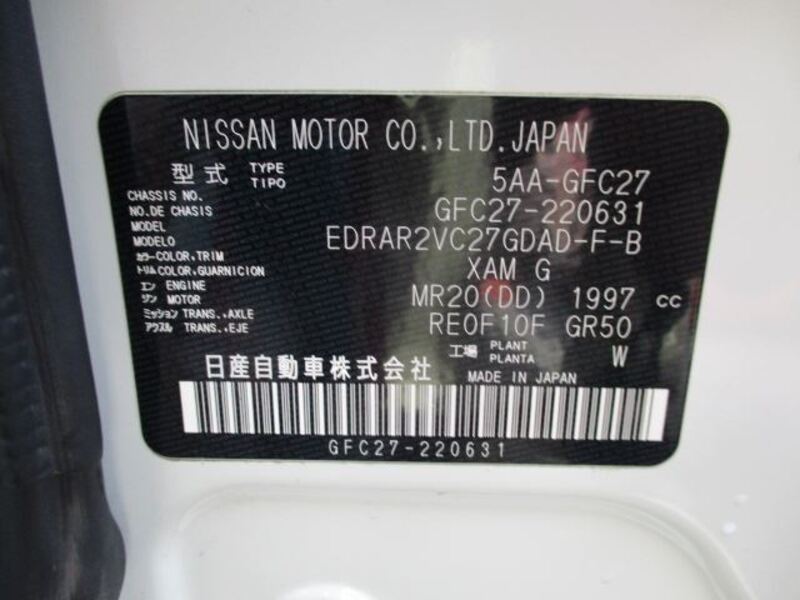 NISSAN MOTOR CO.,LTD.JAPAN
型式 TYPE TIPO 5AA-GFC27
CHASSIS NO. NO.DE CHASIS GFC27-220631
MODEL MODELO EDRAR2VC27GDAD-F-B
カラー COLOR,TRIM トリム COLOR,GUARNICION XAM G
エンジン ENGINE MOTOR MR20(DD) 1997 cc
ミッション TRANS.,AXLE アクスル TRANS.,EJE RE0F10F GR50
工場 PLANT PLANTA W
日産自動車株式会社 MADE IN JAPAN
GFC27-220631